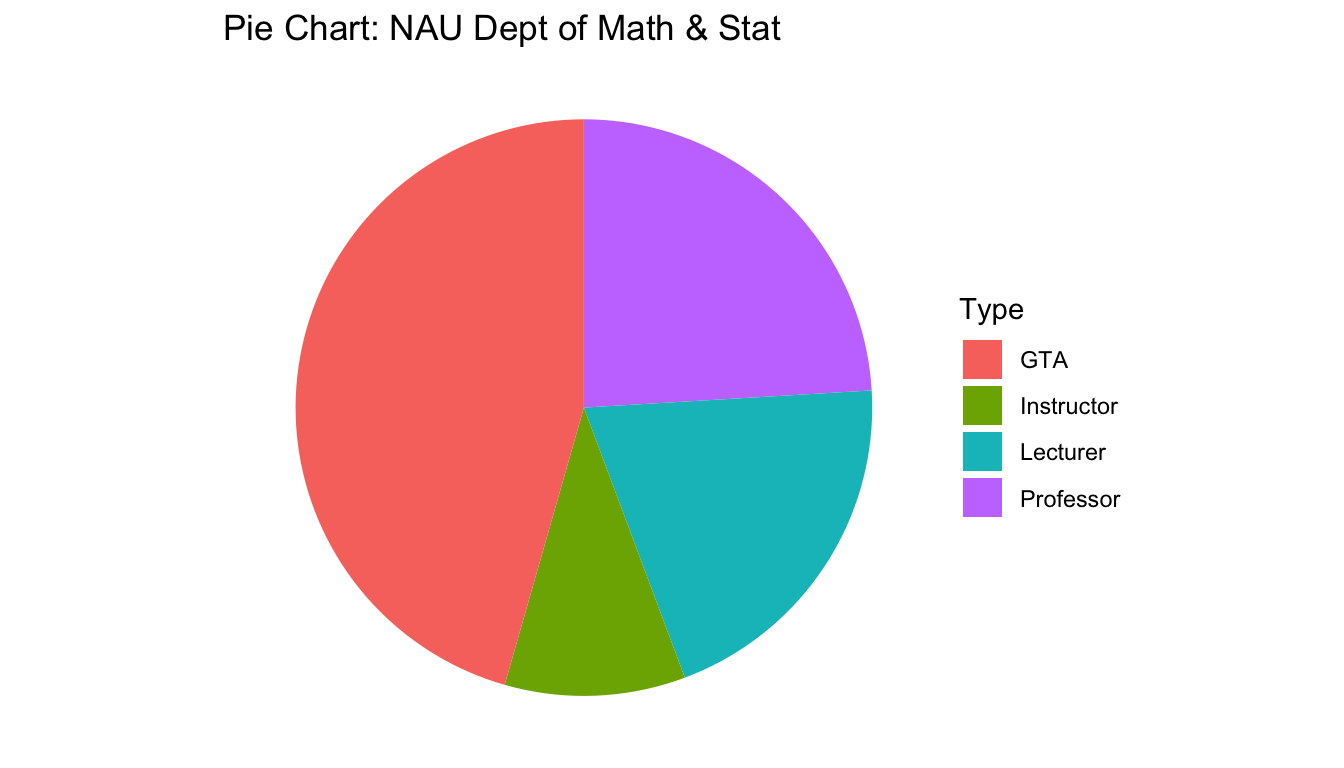 Pie Chart: NAU Dept of Math & Stat
Type
GTA
Instructor
Lecturer
Professor